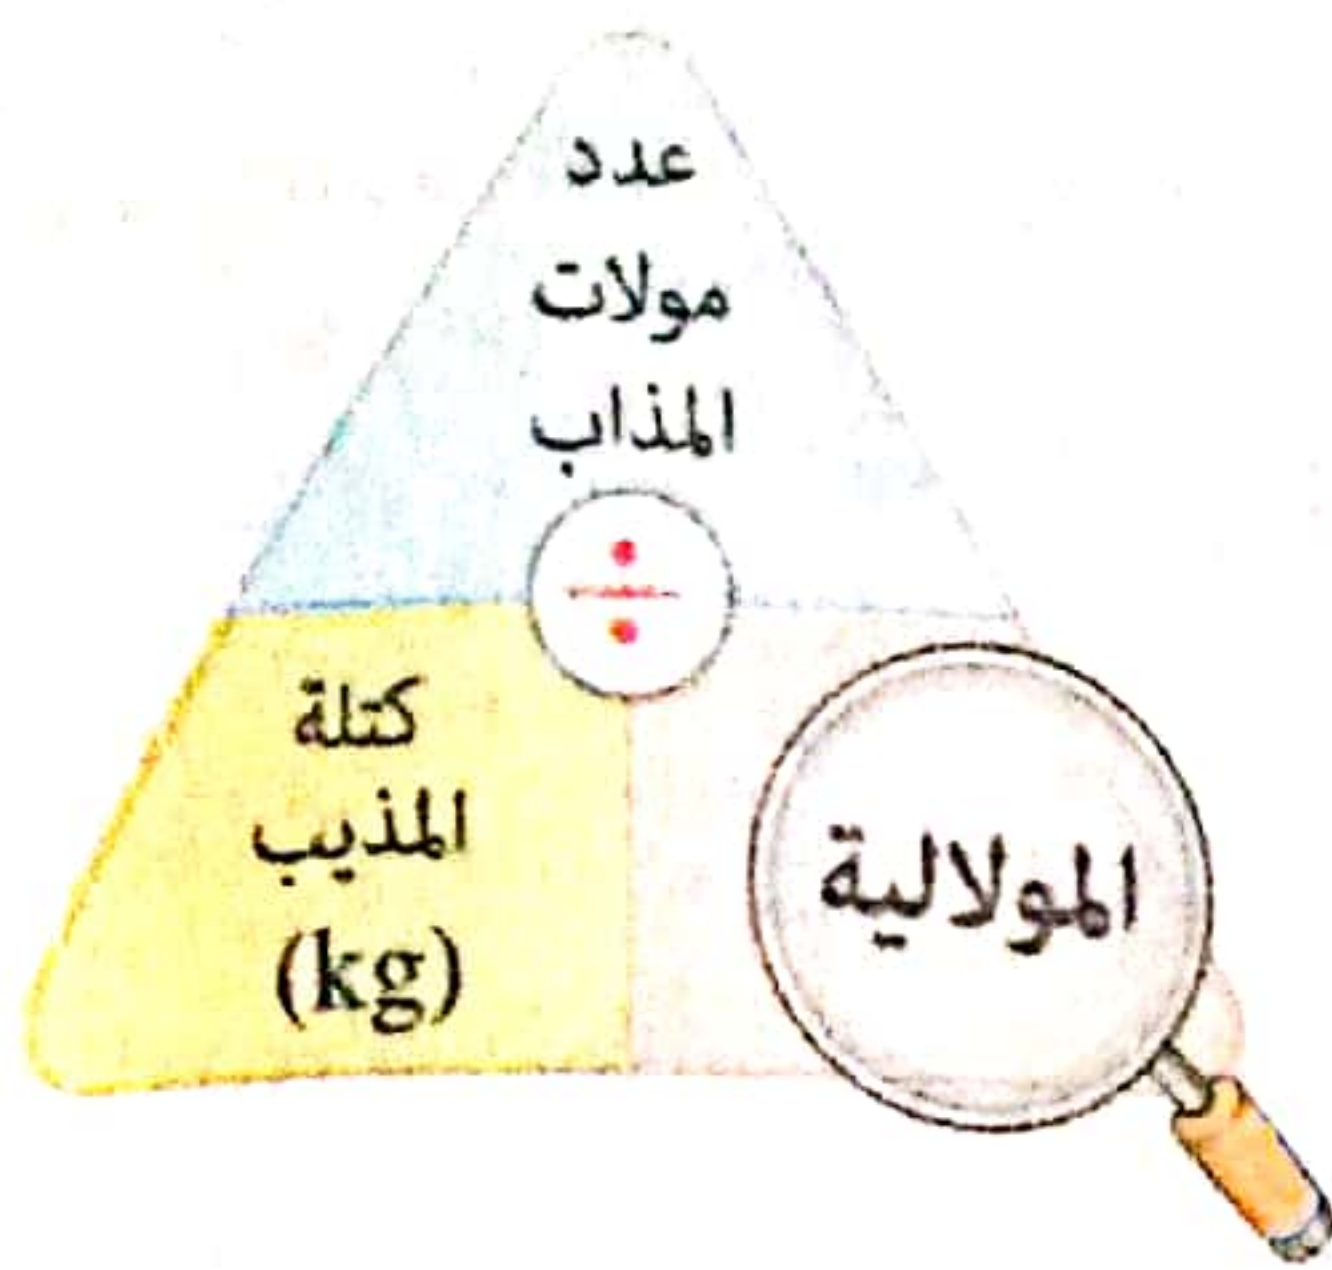 عدد
مولات
المذاب
÷
كتلة
المذيب
(kg)
المولالية